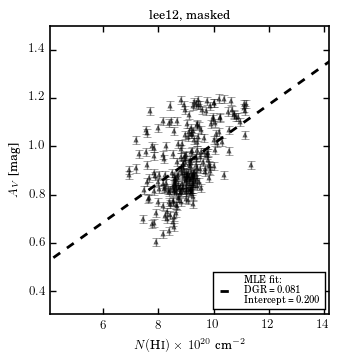 lee12, masked
1.4
1.2
1.0
0.8
0.6
0.4
A_V [mag]
6 8 10 12 14
N(HI) × 10^20 cm^−2
MLE fit:
DGR = 0.081
Intercept = 0.200